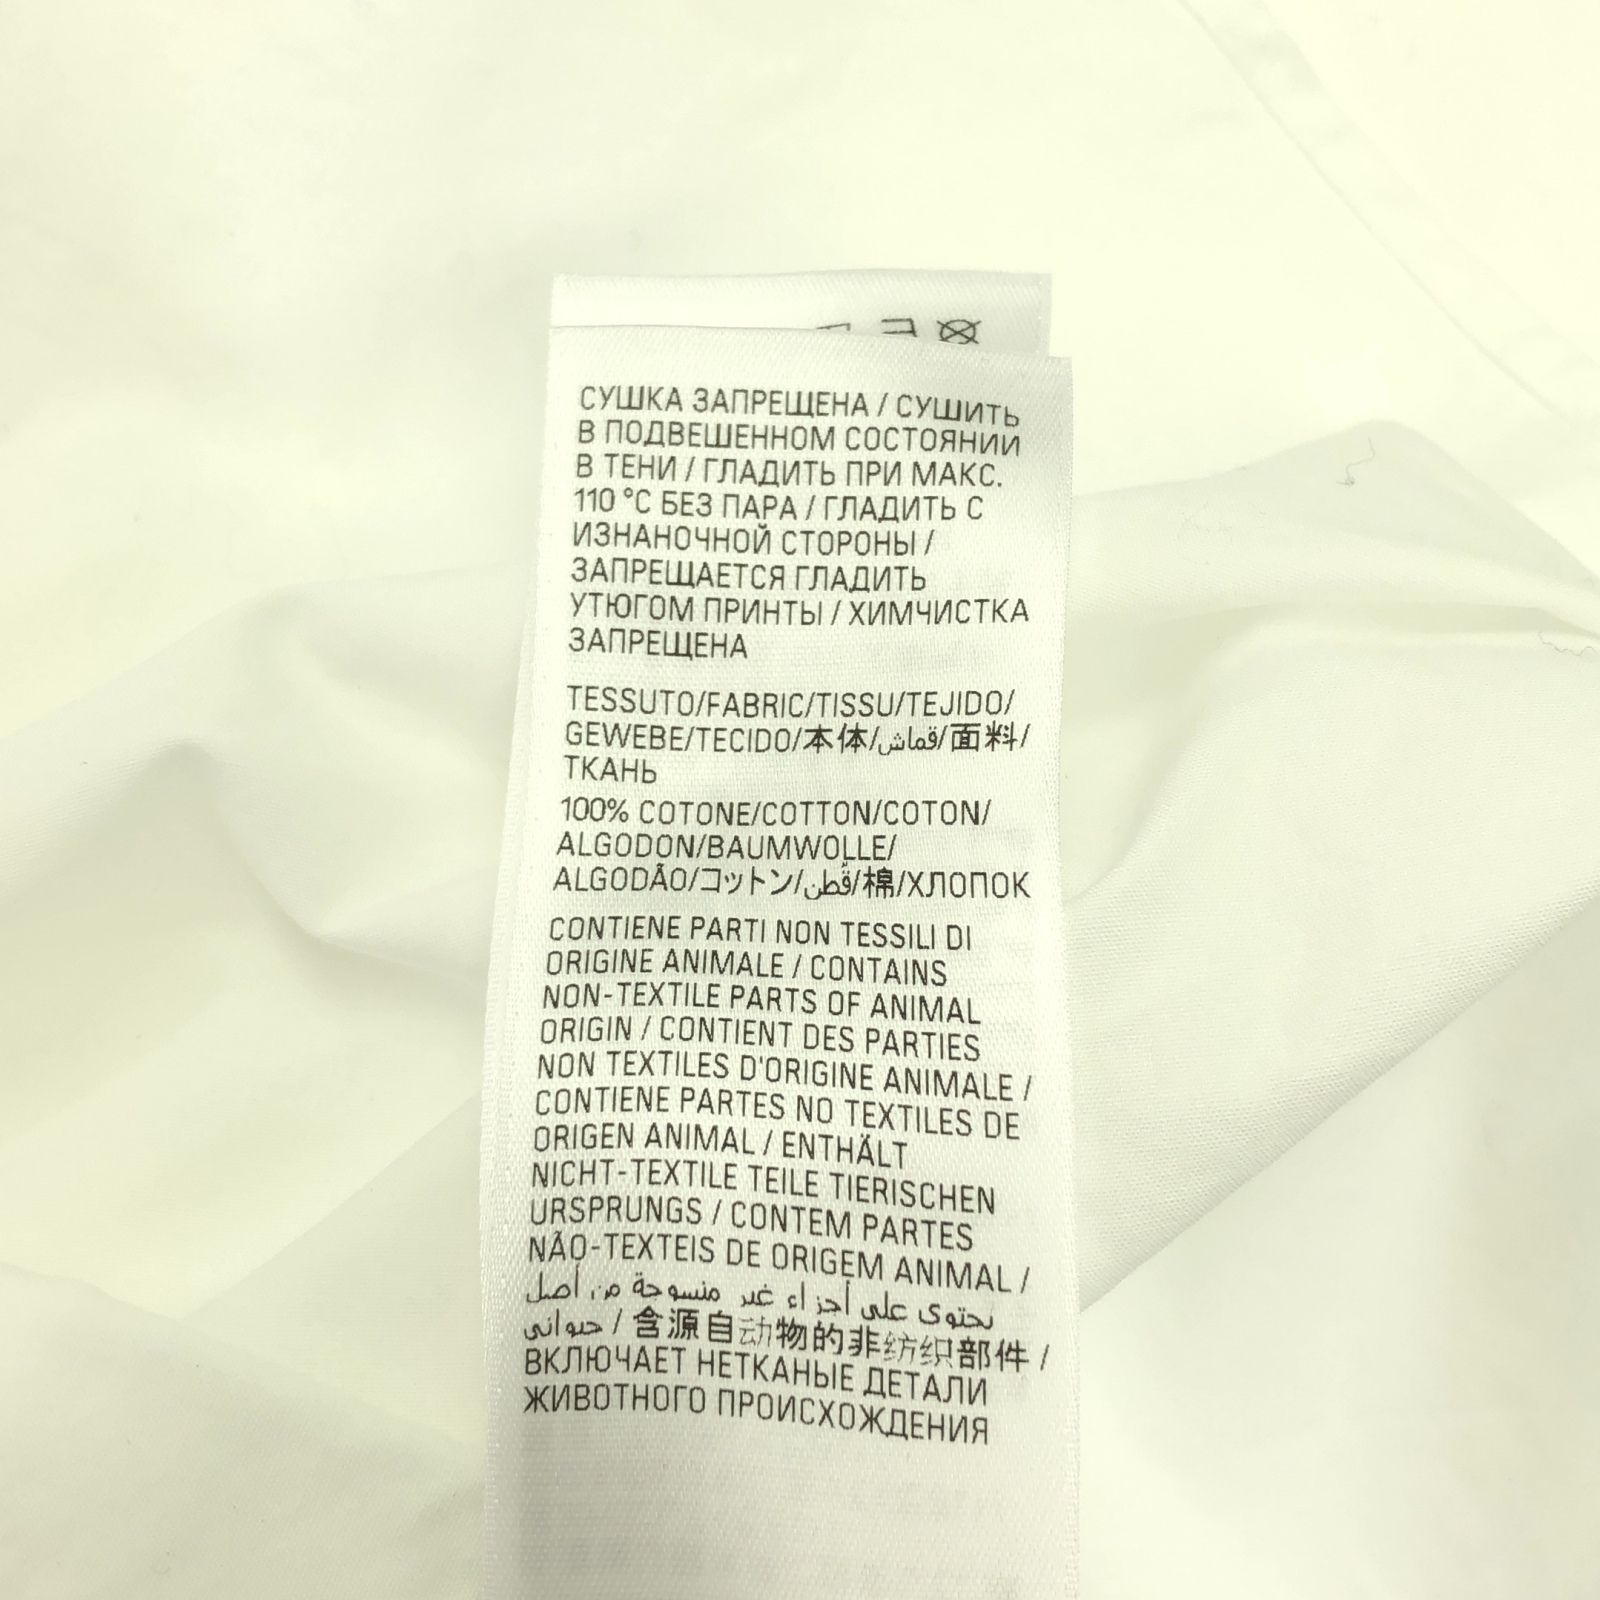 СУШКА ЗАПРЕЩЕНА / СУШИТЬ
В ПОДВЕШЕННОМ СОСТОЯНИИ
В ТЕНИ / ГЛАДИТЬ ПРИ МАКС.
110 °C БЕЗ ПАРА / ГЛАДИТЬ С
ИЗНАНОЧНОЙ СТОРОНЫ /
ЗАПРЕЩАЕТСЯ ГЛАДИТЬ
УТЮГОМ ПРИНТЫ / ХИМЧИСТКА
ЗАПРЕЩЕНА
TESSUTO/FABRIC/TISSU/TEJIDO/
GEWEBE/TECIDO/本体/قماش/面料/
ТКАНЬ
100% COTONE/COTTON/COTON/
ALGODON/BAUMWOLLE/
ALGODÃO/コットン/قطن/棉/ХЛОПОК
CONTIENE PARTI NON TESSILI DI
ORIGINE ANIMALE / CONTAINS
NON-TEXTILE PARTS OF ANIMAL
ORIGIN / CONTIENT DES PARTIES
NON TEXTILES D'ORIGINE ANIMALE /
CONTIENE PARTES NO TEXTILES DE
ORIGEN ANIMAL / ENTHÄLT
NICHT-TEXTILE TEILE TIERISCHEN
URSPRUNGS / CONTEM PARTES
NÃO-TEXTEIS DE ORIGEM ANIMAL /
يحتوي على أجزاء غير منسوجة من أصل
حيواني / 含源自动物的非纺织部件 /
ВКЛЮЧАЕТ НЕТКАНЫЕ ДЕТАЛИ
ЖИВОТНОГО ПРОИСХОЖДЕНИЯ